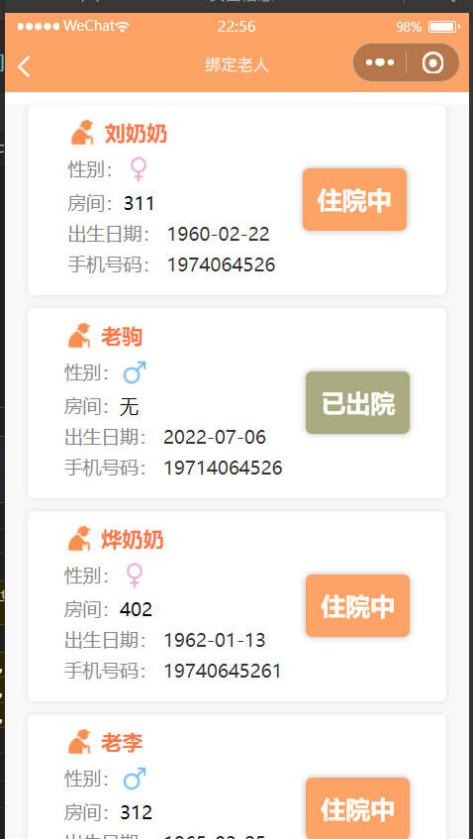 WeChat
22:56
98%
绑定老人
刘奶奶
性别：
房间：311
住院中
出生日期： 1960-02-22
手机号码： 1974064526
老驹
性别：
房间：无
已出院
出生日期： 2022-07-06
手机号码： 19714064526
烨奶奶
性别：
房间：402
住院中
出生日期： 1962-01-13
手机号码： 19740645261
老李
性别：
房间：312
住院中